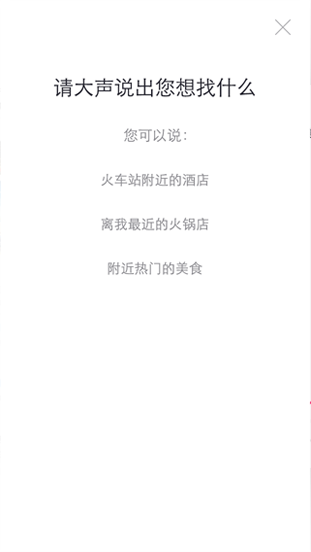 请大声说出您想找什么
您可以说：
火车站附近的酒店
离我最近的火锅店
附近热门的美食